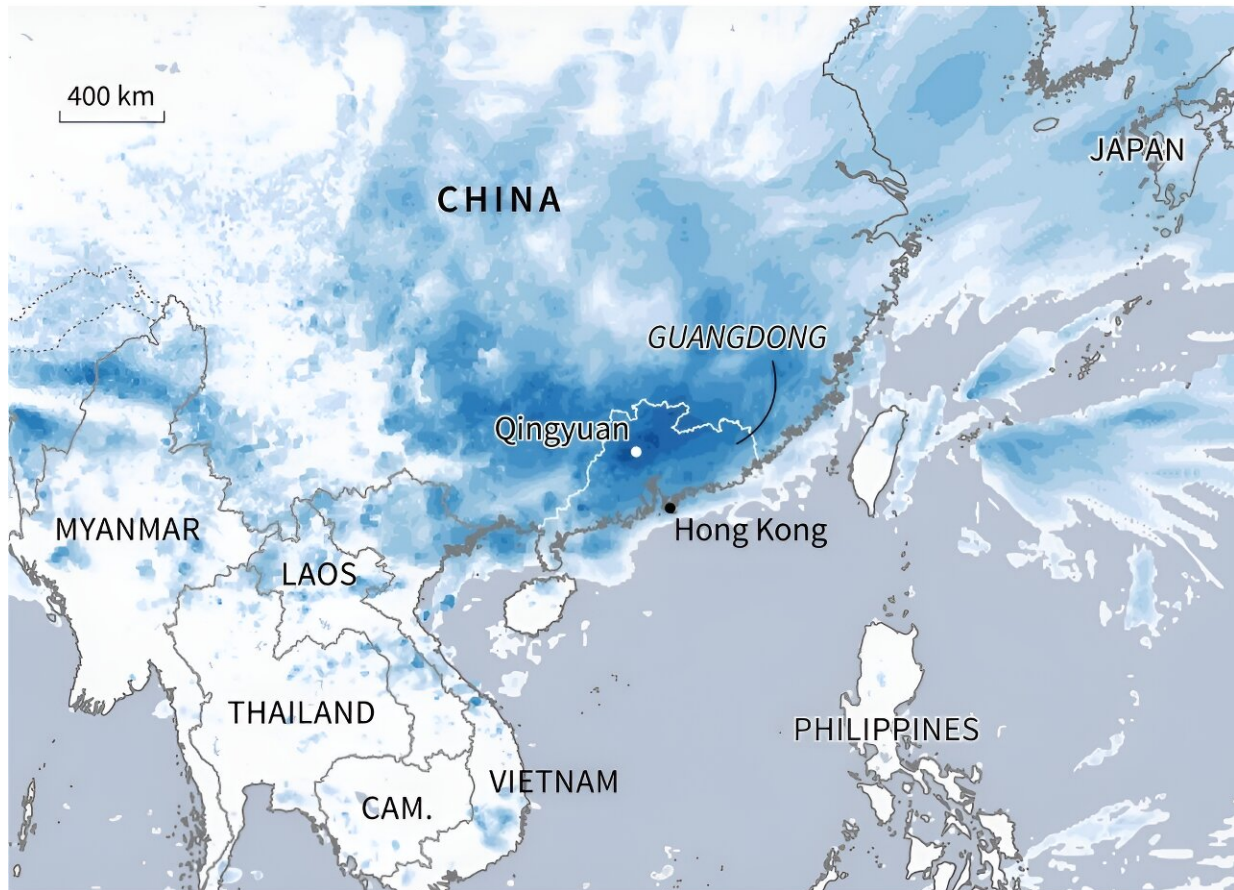 400 km
JAPAN
CHINA
GUANGDONG
Qingyuan
Hong Kong
MYANMAR
LAOS
THAILAND
PHILIPPINES
VIETNAM
CAM.